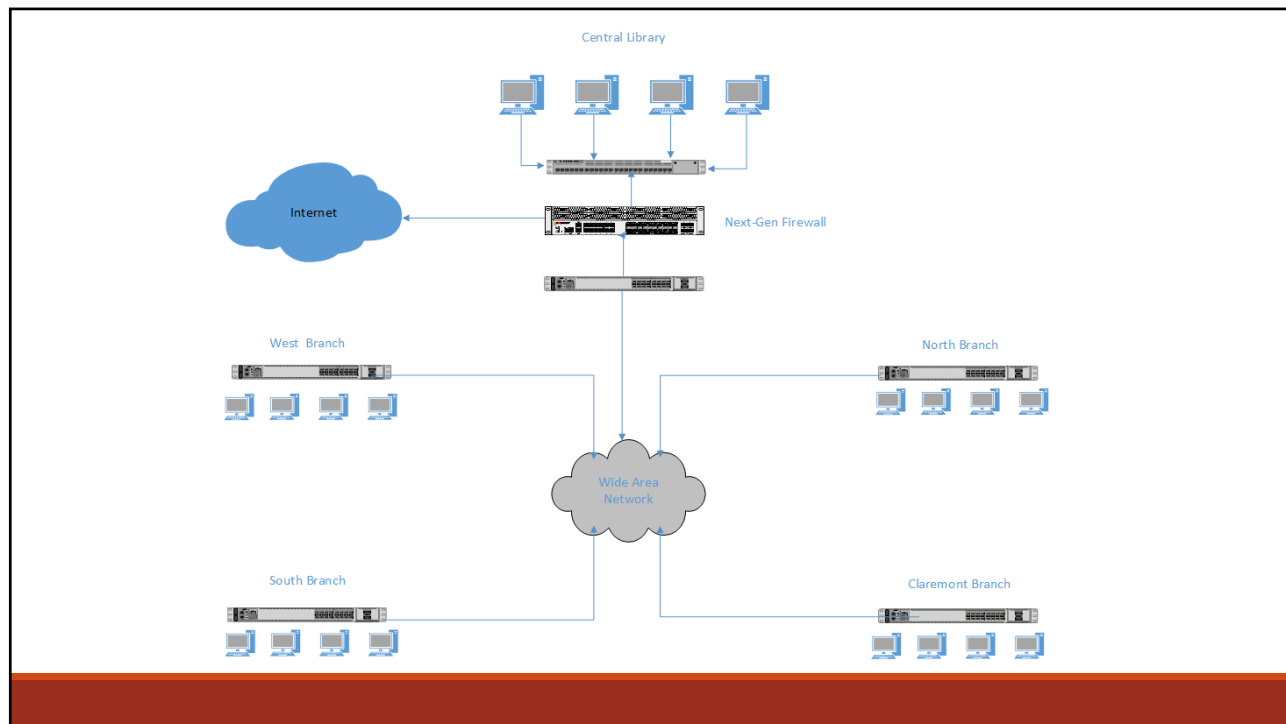 Central Library
Internet
Next-Gen Firewall
West Branch
North Branch
Wide Area
Network
South Branch
Claremont Branch